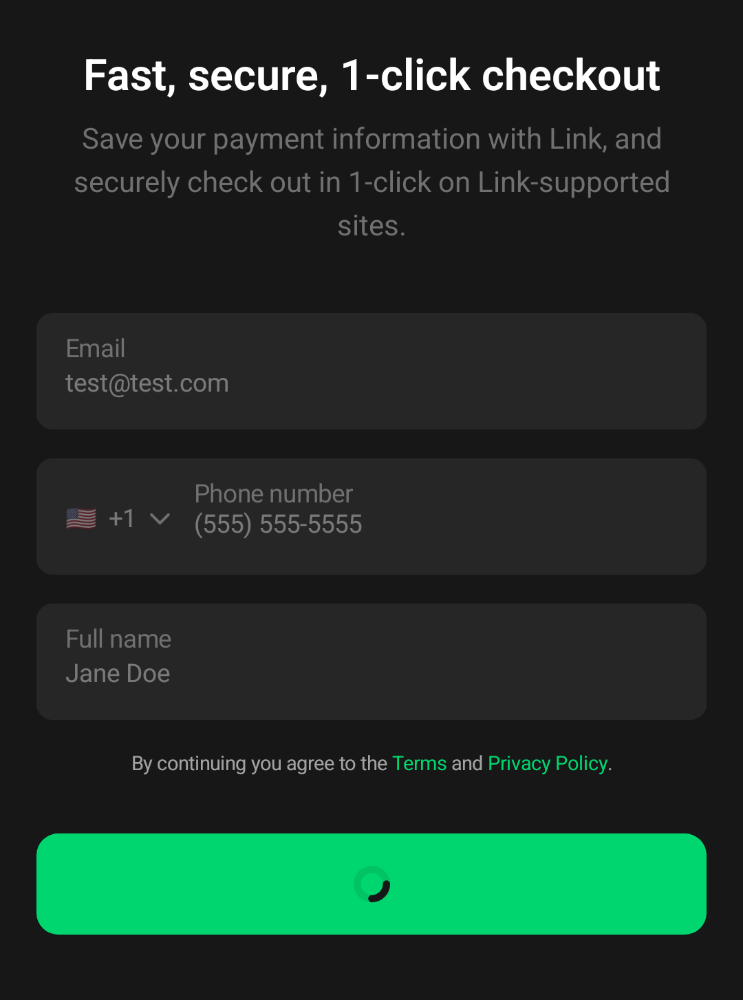 Fast, secure, 1-click checkout
Save your payment information with Link, and
securely check out in 1-click on Link-supported
sites.
Email
test@test.com
Phone number
+1 (555) 555-5555
Full name
Jane Doe
By continuing you agree to the Terms and Privacy Policy.